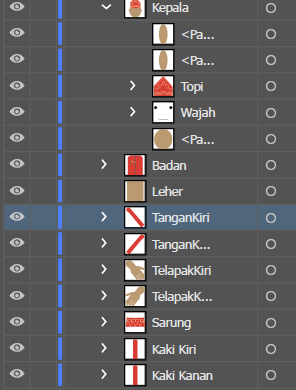 Kepala
<Pa...
<Pa...
Topi
Wajah
<Pa...
Badan
Leher
TanganKiri
TanganK...
TelapakKiri
TelapakK...
Sarung
Kaki Kiri
Kaki Kanan